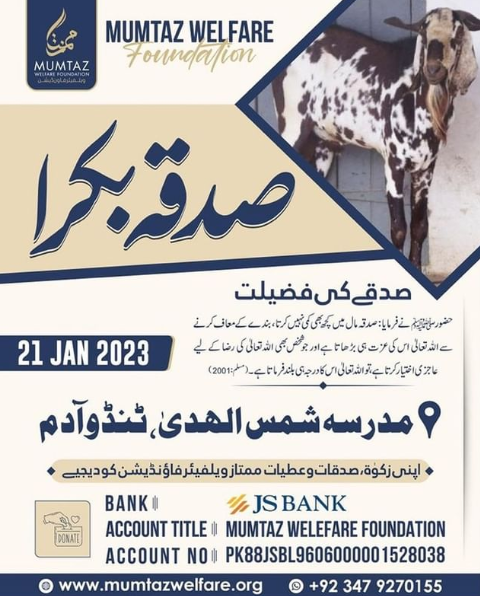 ممتاز
MUMTAZ
WELFARE FOUNDATION
ویلفیئر فاؤنڈیشن
MUMTAZ WELFARE
Foundation
صدقہ بکرا
صدقے کی فضیلت
حضور ﷺ نے فرمایا: صدقہ مال میں کچھ بھی کمی نہیں کرتا، بندے کے معاف کرنے
سے اللہ تعالیٰ اس کی عزت ہی بڑھاتا ہے اور جو شخص بھی اللہ تعالیٰ کی رضا کے لیے
عاجزی اختیار کرتا ہے، تو اللہ تعالیٰ اس کا درجہ ہی بلند فرماتا ہے۔ (مسلم: 2001)
21 JAN 2023
مدرسہ شمس الھدیٰ، ٹنڈو آدم
اپنی زکوٰۃ، صدقات و عطیات ممتاز ویلفیئر فاؤنڈیشن کو دیجیے
DONATE
BANK JS BANK
ACCOUNT TITLE MUMTAZ WELEFARE FOUNDATION
ACCOUNT NO PK88JSBL9606000001528038
www.mumtazwelfare.org +92 347 9270155